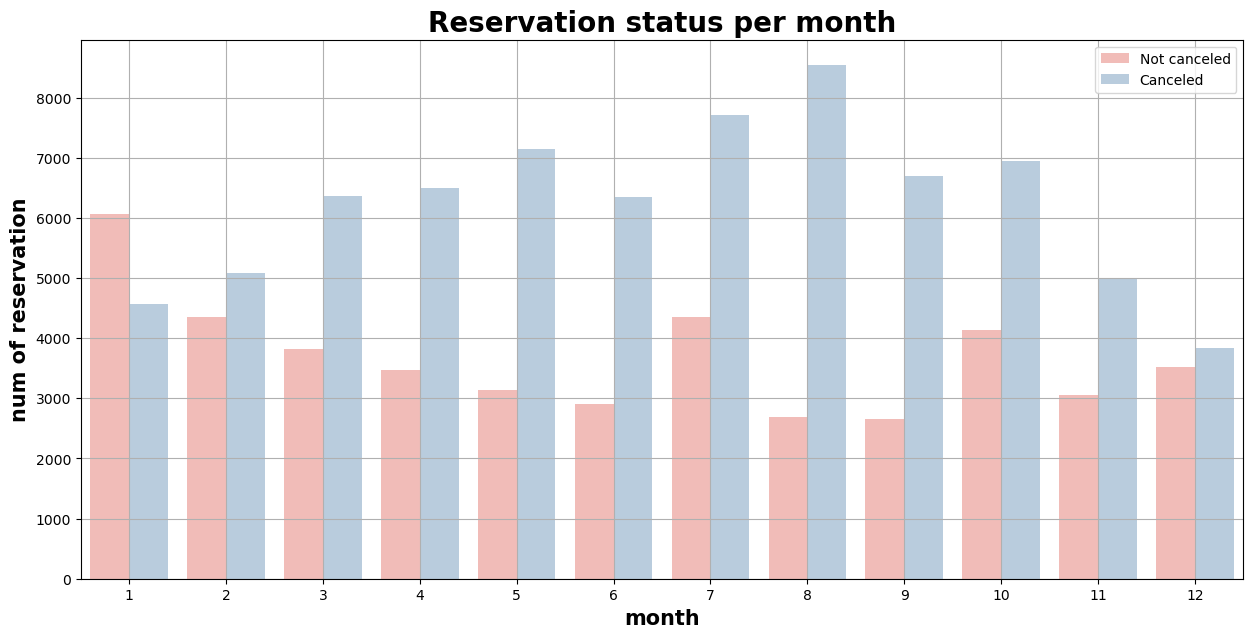 Reservation status per month
Not canceled
Canceled
num of reservation
8000
7000
6000
5000
4000
3000
2000
1000
0
1 2 3 4 5 6 7 8 9 10 11 12
month